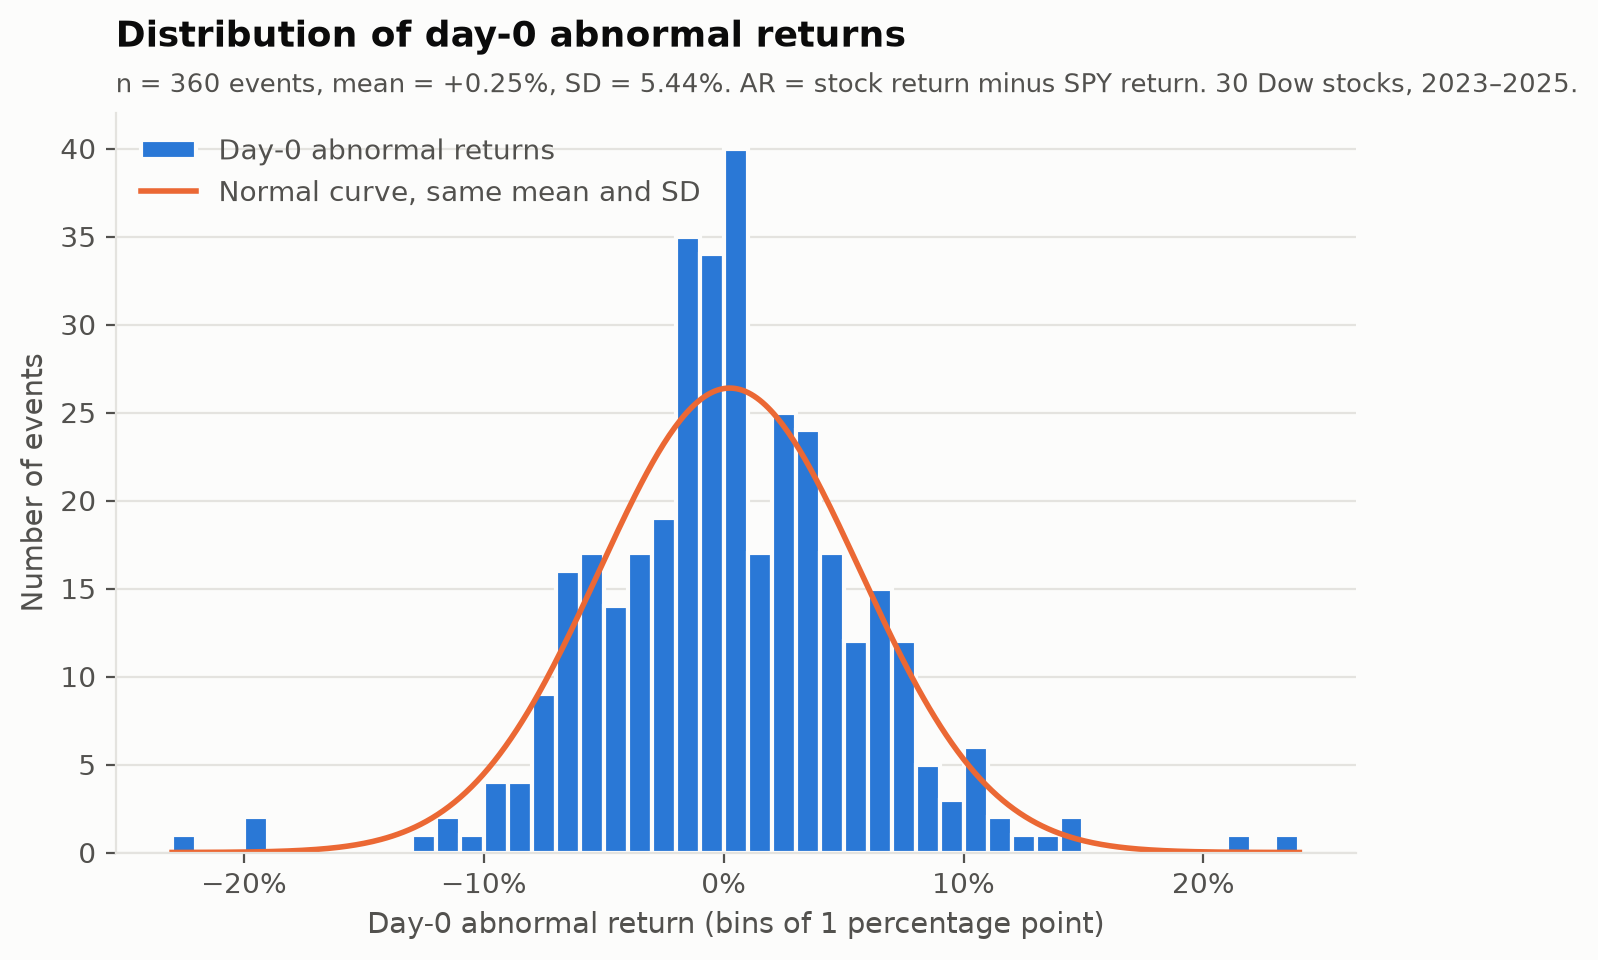 Distribution of day-0 abnormal returns
n = 360 events, mean = +0.25%, SD = 5.44%. AR = stock return minus SPY return. 30 Dow stocks, 2023–2025.
Day-0 abnormal returns
Normal curve, same mean and SD
Number of events
40
35
30
25
20
15
10
5
0
−20%
−10%
0%
10%
20%
Day-0 abnormal return (bins of 1 percentage point)